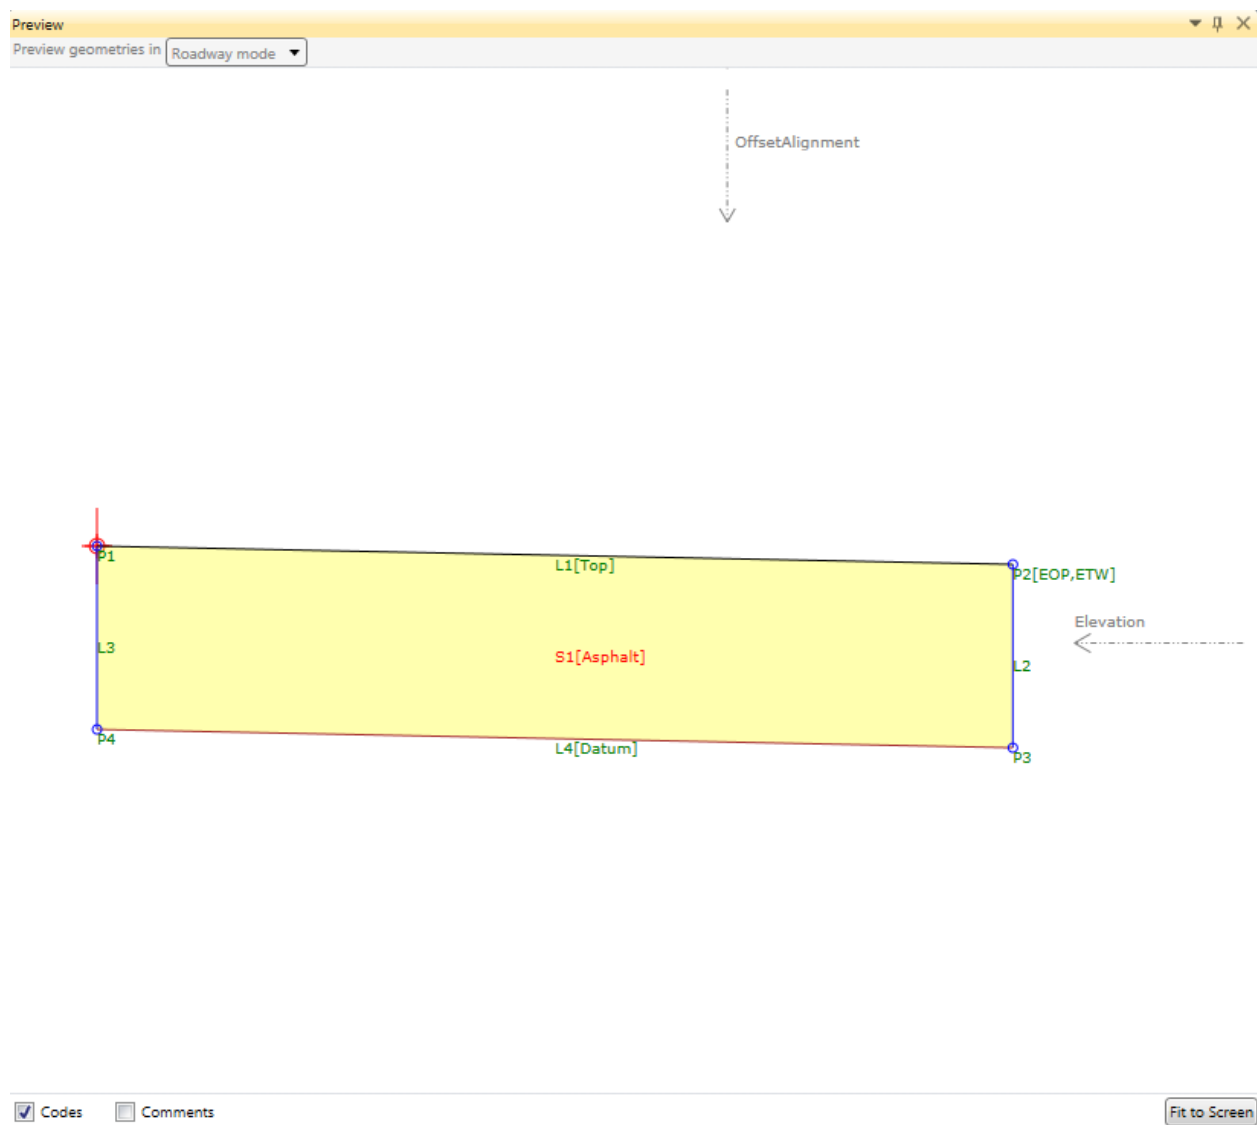 Preview
Preview geometries in Roadway mode
OffsetAlignment
P1
L1[Top]
P2[EOP,ETW]
Elevation
L3
S1[Asphalt]
L2
P4
L4[Datum]
P3
Codes Comments Fit to Screen